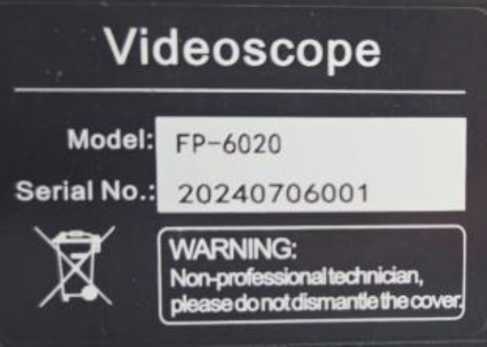 Videoscope
Model: FP-6020
Serial No.: 20240706001
WARNING:
Non-professional technician,
please do not dismantle the cover.